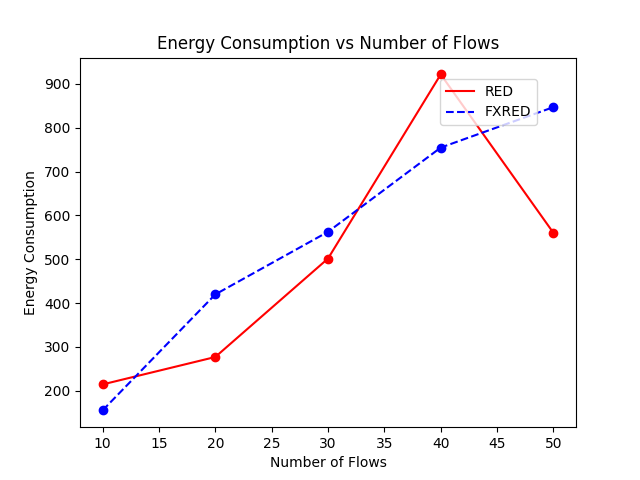 Energy Consumption vs Number of Flows
RED
FXRED
Energy Consumption
900
800
700
600
500
400
300
200
10 15 20 25 30 35 40 45 50
Number of Flows